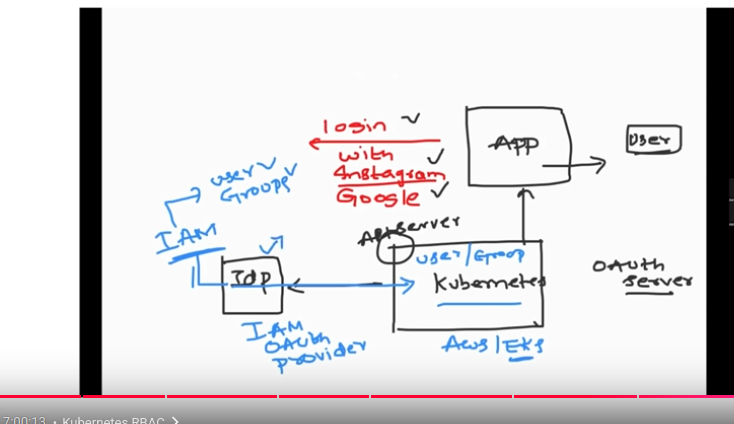 login
with
Instagram
Google
App
User
user
Groups
IAM
Idp
IAM
OAuth
provider
API server
user/Group
Kubernetes
AWS/EKS
OAuth
server
7:00:13 • Kubernetes RBAC >